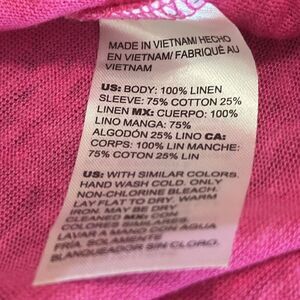 MADE IN VIETNAM/ HECHO
EN VIETNAM/ FABRIQUÉ AU
VIETNAM
US: BODY: 100% LINEN
SLEEVE: 75% COTTON 25%
LINEN MX: CUERPO: 100%
LINO MANGA: 75%
ALGODÓN 25% LINO CA:
CORPS: 100% LIN MANCHE:
75% COTON 25% LIN
US: WITH SIMILAR COLORS.
HAND WASH COLD. ONLY
NON-CHLORINE BLEACH.
LAY FLAT TO DRY. WARM
IRON. MAY BE DRY
CLEANED MX: CON
COLORES SIMILARES.
LAVAR A MANO CON AGUA
FRÍA. SOLAMENTE
BLANQUEADOR SIN CLORO.